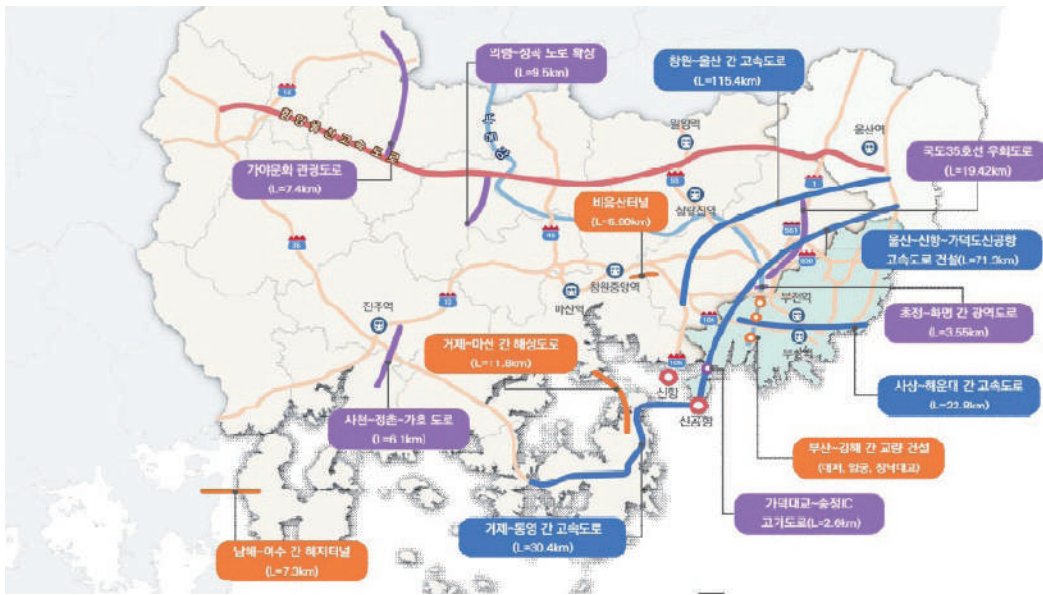 의령~정곡 도로 확장
(L=9.5km)
창원~울산 간 고속도로
(L=115.4km)
함양울산고속도로
밀양역
울산역
가야문화 관광도로
(L=7.4km)
국도35호선 우회도로
(L=19.42km)
비음산터널
삼랑진역
울산~신항~가덕도신공항
고속도로 건설(L=71.3km)
창원중앙역
마산역
진주역
부전역
거제~마산 간 해상도로
(L=11.8km)
초정~화명 간 광역도로
(L=3.55km)
신항
신공항
사상~해운대 간 고속도로
(L=22.8km)
사천~정촌~가호 도로
(L=6.1km)
부산~김해 간 교량 건설
(대저, 엄궁, 장낙대교)
가덕대교~송정IC
고가도로(L=2.6km)
거제~통영 간 고속도로
(L=30.4km)
남해~여수 간 해저터널
(L=7.3km)